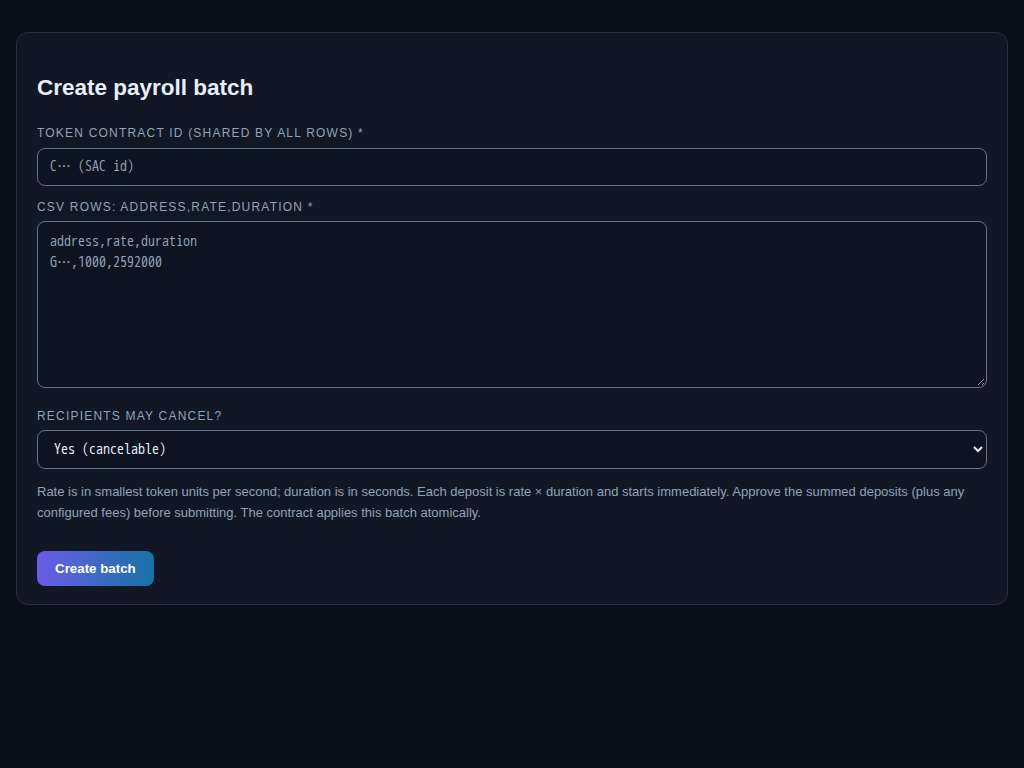 Create payroll batch
TOKEN CONTRACT ID (SHARED BY ALL ROWS) *
C… (SAC id)
CSV ROWS: ADDRESS,RATE,DURATION *
address,rate,duration
G…,1000,2592000
RECIPIENTS MAY CANCEL?
Yes (cancelable)
Rate is in smallest token units per second; duration is in seconds. Each deposit is rate × duration and starts immediately. Approve the summed deposits (plus any
configured fees) before submitting. The contract applies this batch atomically.
Create batch